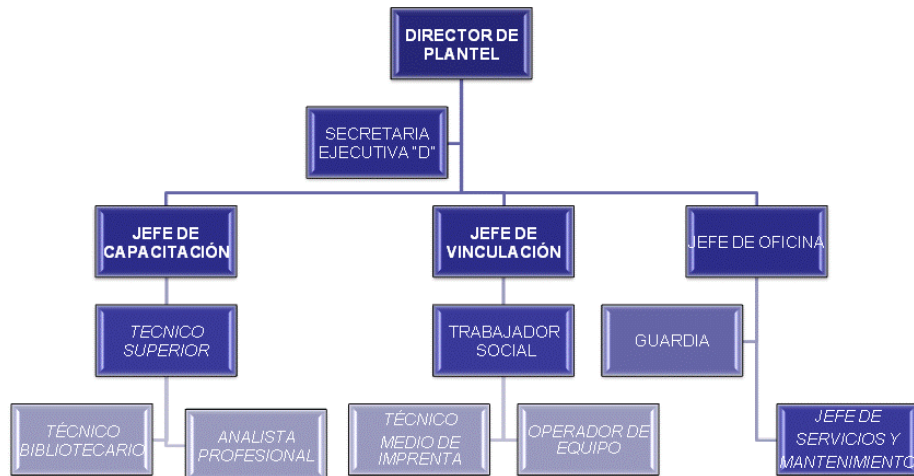 DIRECTOR DE
PLANTEL
SECRETARIA
EJECUTIVA "D"
JEFE DE
CAPACITACIÓN
JEFE DE
VINCULACIÓN
JEFE DE OFICINA
TECNICO
SUPERIOR
TRABAJADOR
SOCIAL
GUARDIA
TÉCNICO
BIBLIOTECARIO
ANALISTA
PROFESIONAL
TÉCNICO
MEDIO DE
IMPRENTA
OPERADOR DE
EQUIPO
JEFE DE
SERVICIOS Y
MANTENIMIENTO